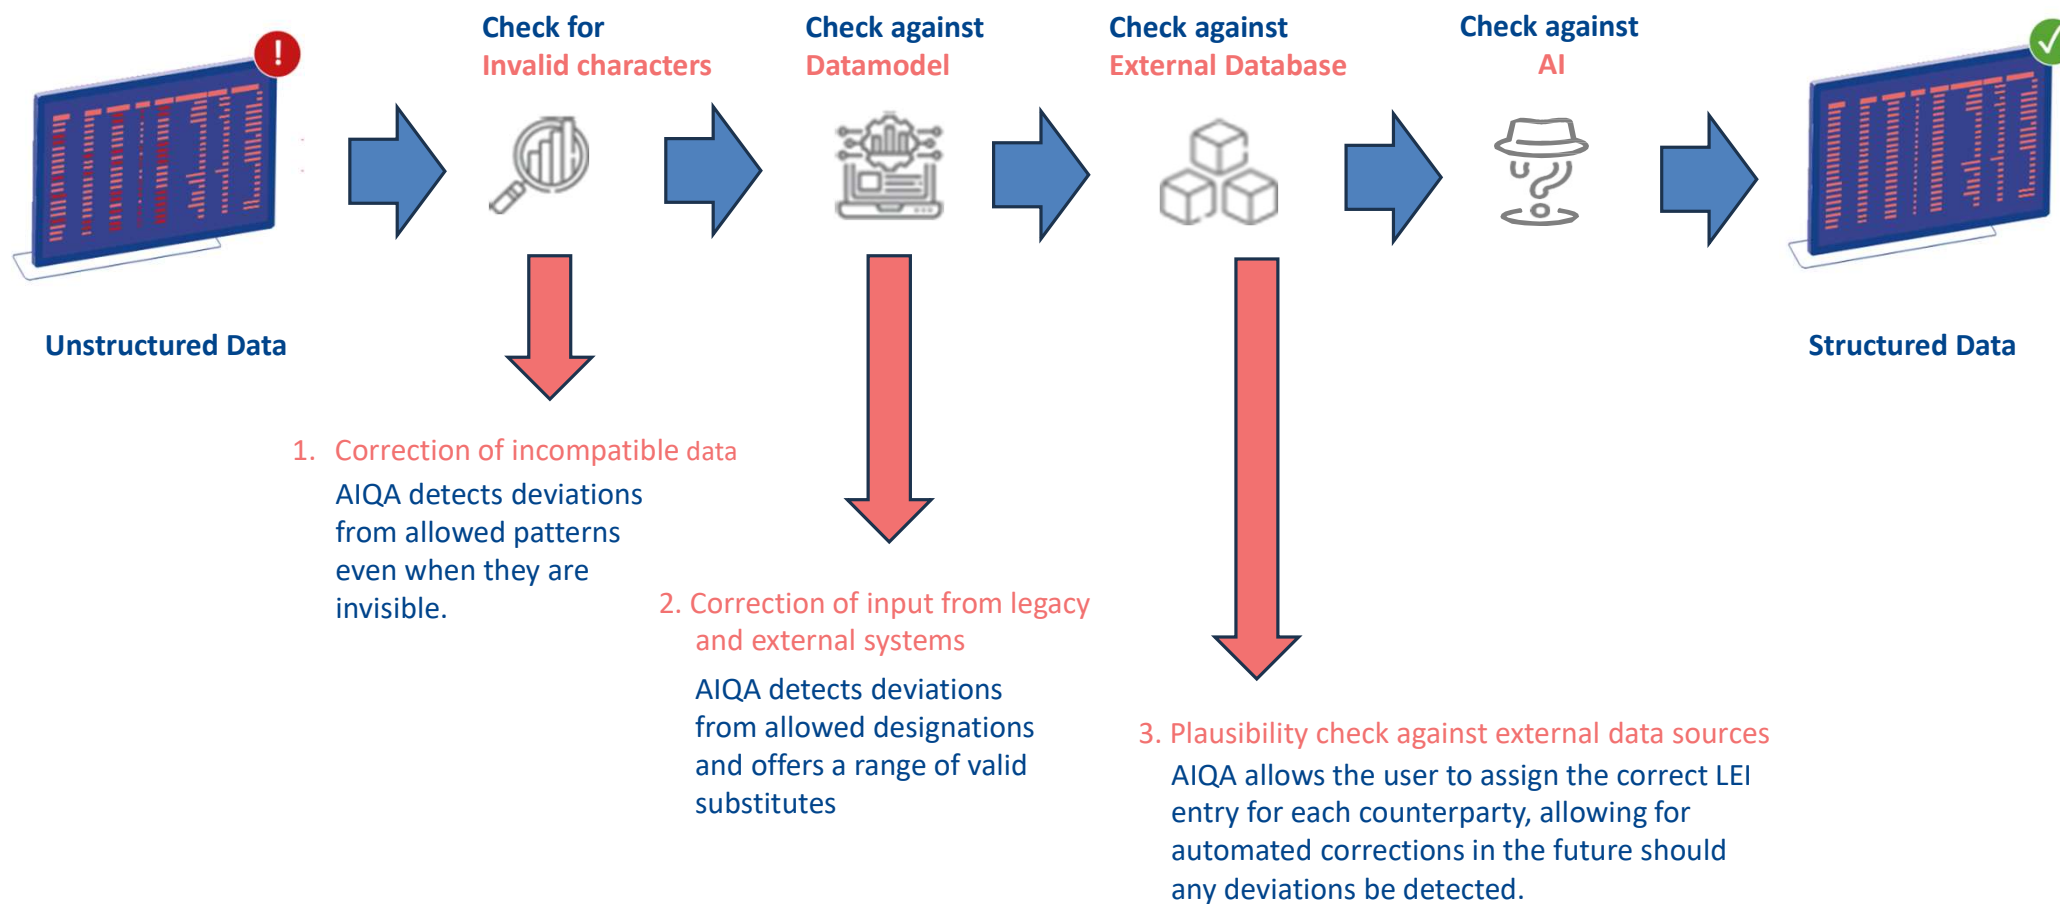 Check for
Invalid characters
Check against
Datamodel
Check against
External Database
Check against
AI
!
Unstructured Data
Structured Data
1. Correction of incompatible data
AIQA detects deviations
from allowed patterns
even when they are
invisible.
2. Correction of input from legacy
and external systems
AIQA detects deviations
from allowed designations
and offers a range of valid
substitutes
3. Plausibility check against external data sources
AIQA allows the user to assign the correct LEI
entry for each counterparty, allowing for
automated corrections in the future should
any deviations be detected.